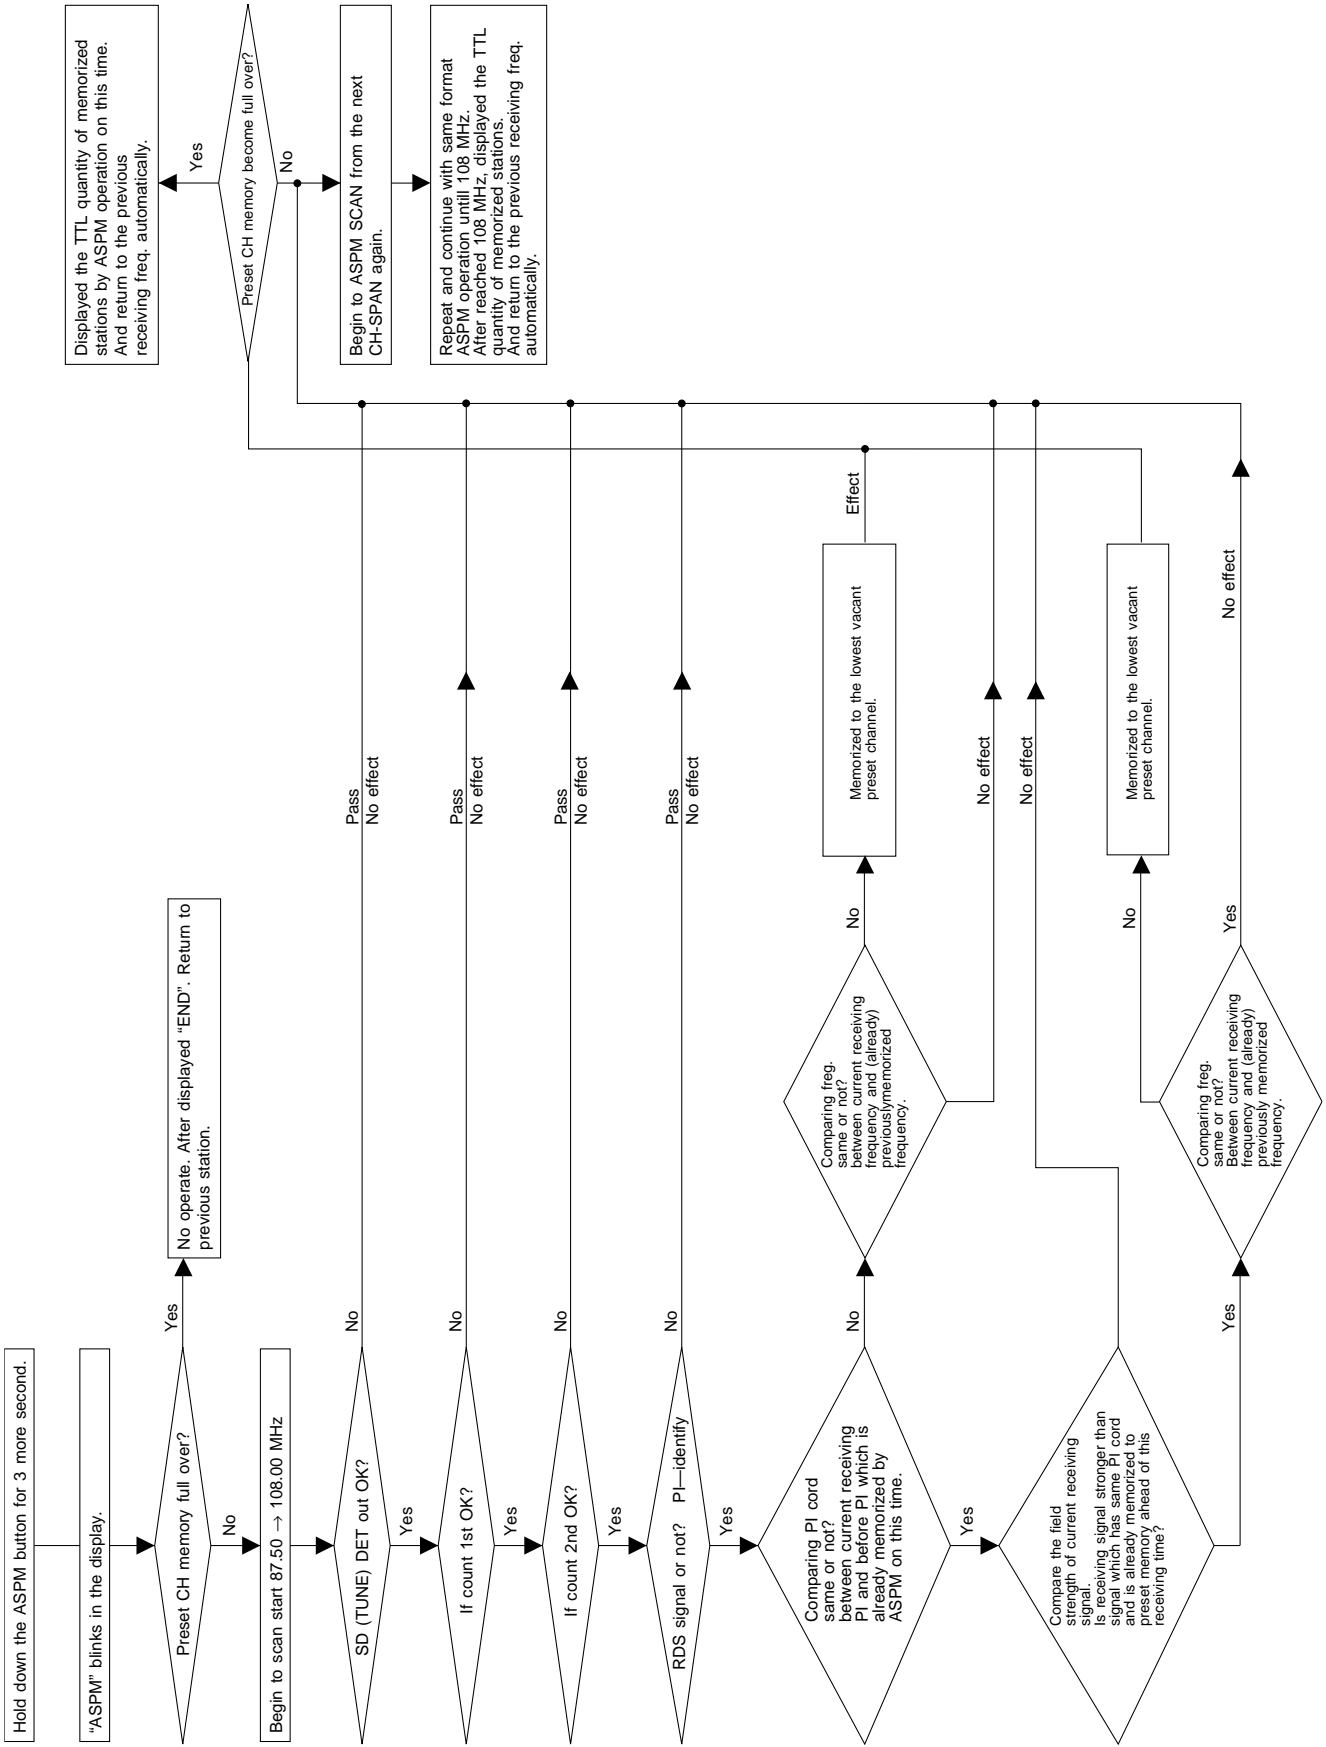 Hold down the ASPM button for 3 more second.
“ASPM” blinks in the display.
Preset CH memory full over?
Yes
No operate. After displayed “END”. Return to
previous station.
No
Begin to scan start 87.50 → 108.00 MHz
SD (TUNE) DET out OK?
No
Pass
No effect
Yes
If count 1st OK?
No
Pass
No effect
Yes
If count 2nd OK?
No
Pass
No effect
Yes
RDS signal or not? PI—identify
No
Pass
No effect
Yes
Comparing PI cord
same or not?
between current receiving
PI and before PI which is
already memorized by
ASPM on this time.
No
Comparing freg.
same or not?
between current receiving
frequency and (already)
previouslymemorized
frequency.
No
Memorized to the lowest vacant
preset channel.
Effect
No effect
Yes
Compare the field
strength of current receiving
signal.
Is receiving signal stronger than
signal which has same PI cord
and is already memorized to
preset memory ahead of this
receiving time?
No effect
Yes
Comparing freg.
same or not?
Between current receiving
frequency and (already)
previously memorized
frequency.
No
Memorized to the lowest vacant
preset channel.
Yes
No effect
Displayed the TTL quantity of memorized
stations by ASPM operation on this time.
And return to the previous
receiving freq. automatically.
Yes
Preset CH memory become full over?
No
Begin to ASPM SCAN from the next
CH-SPAN again.
Repeat and continue with same format
ASPM operation untill 108 MHz.
After reached 108 MHz, displayed the TTL
quantity of memorized stations.
And return to the previous receiving freq.
automatically.